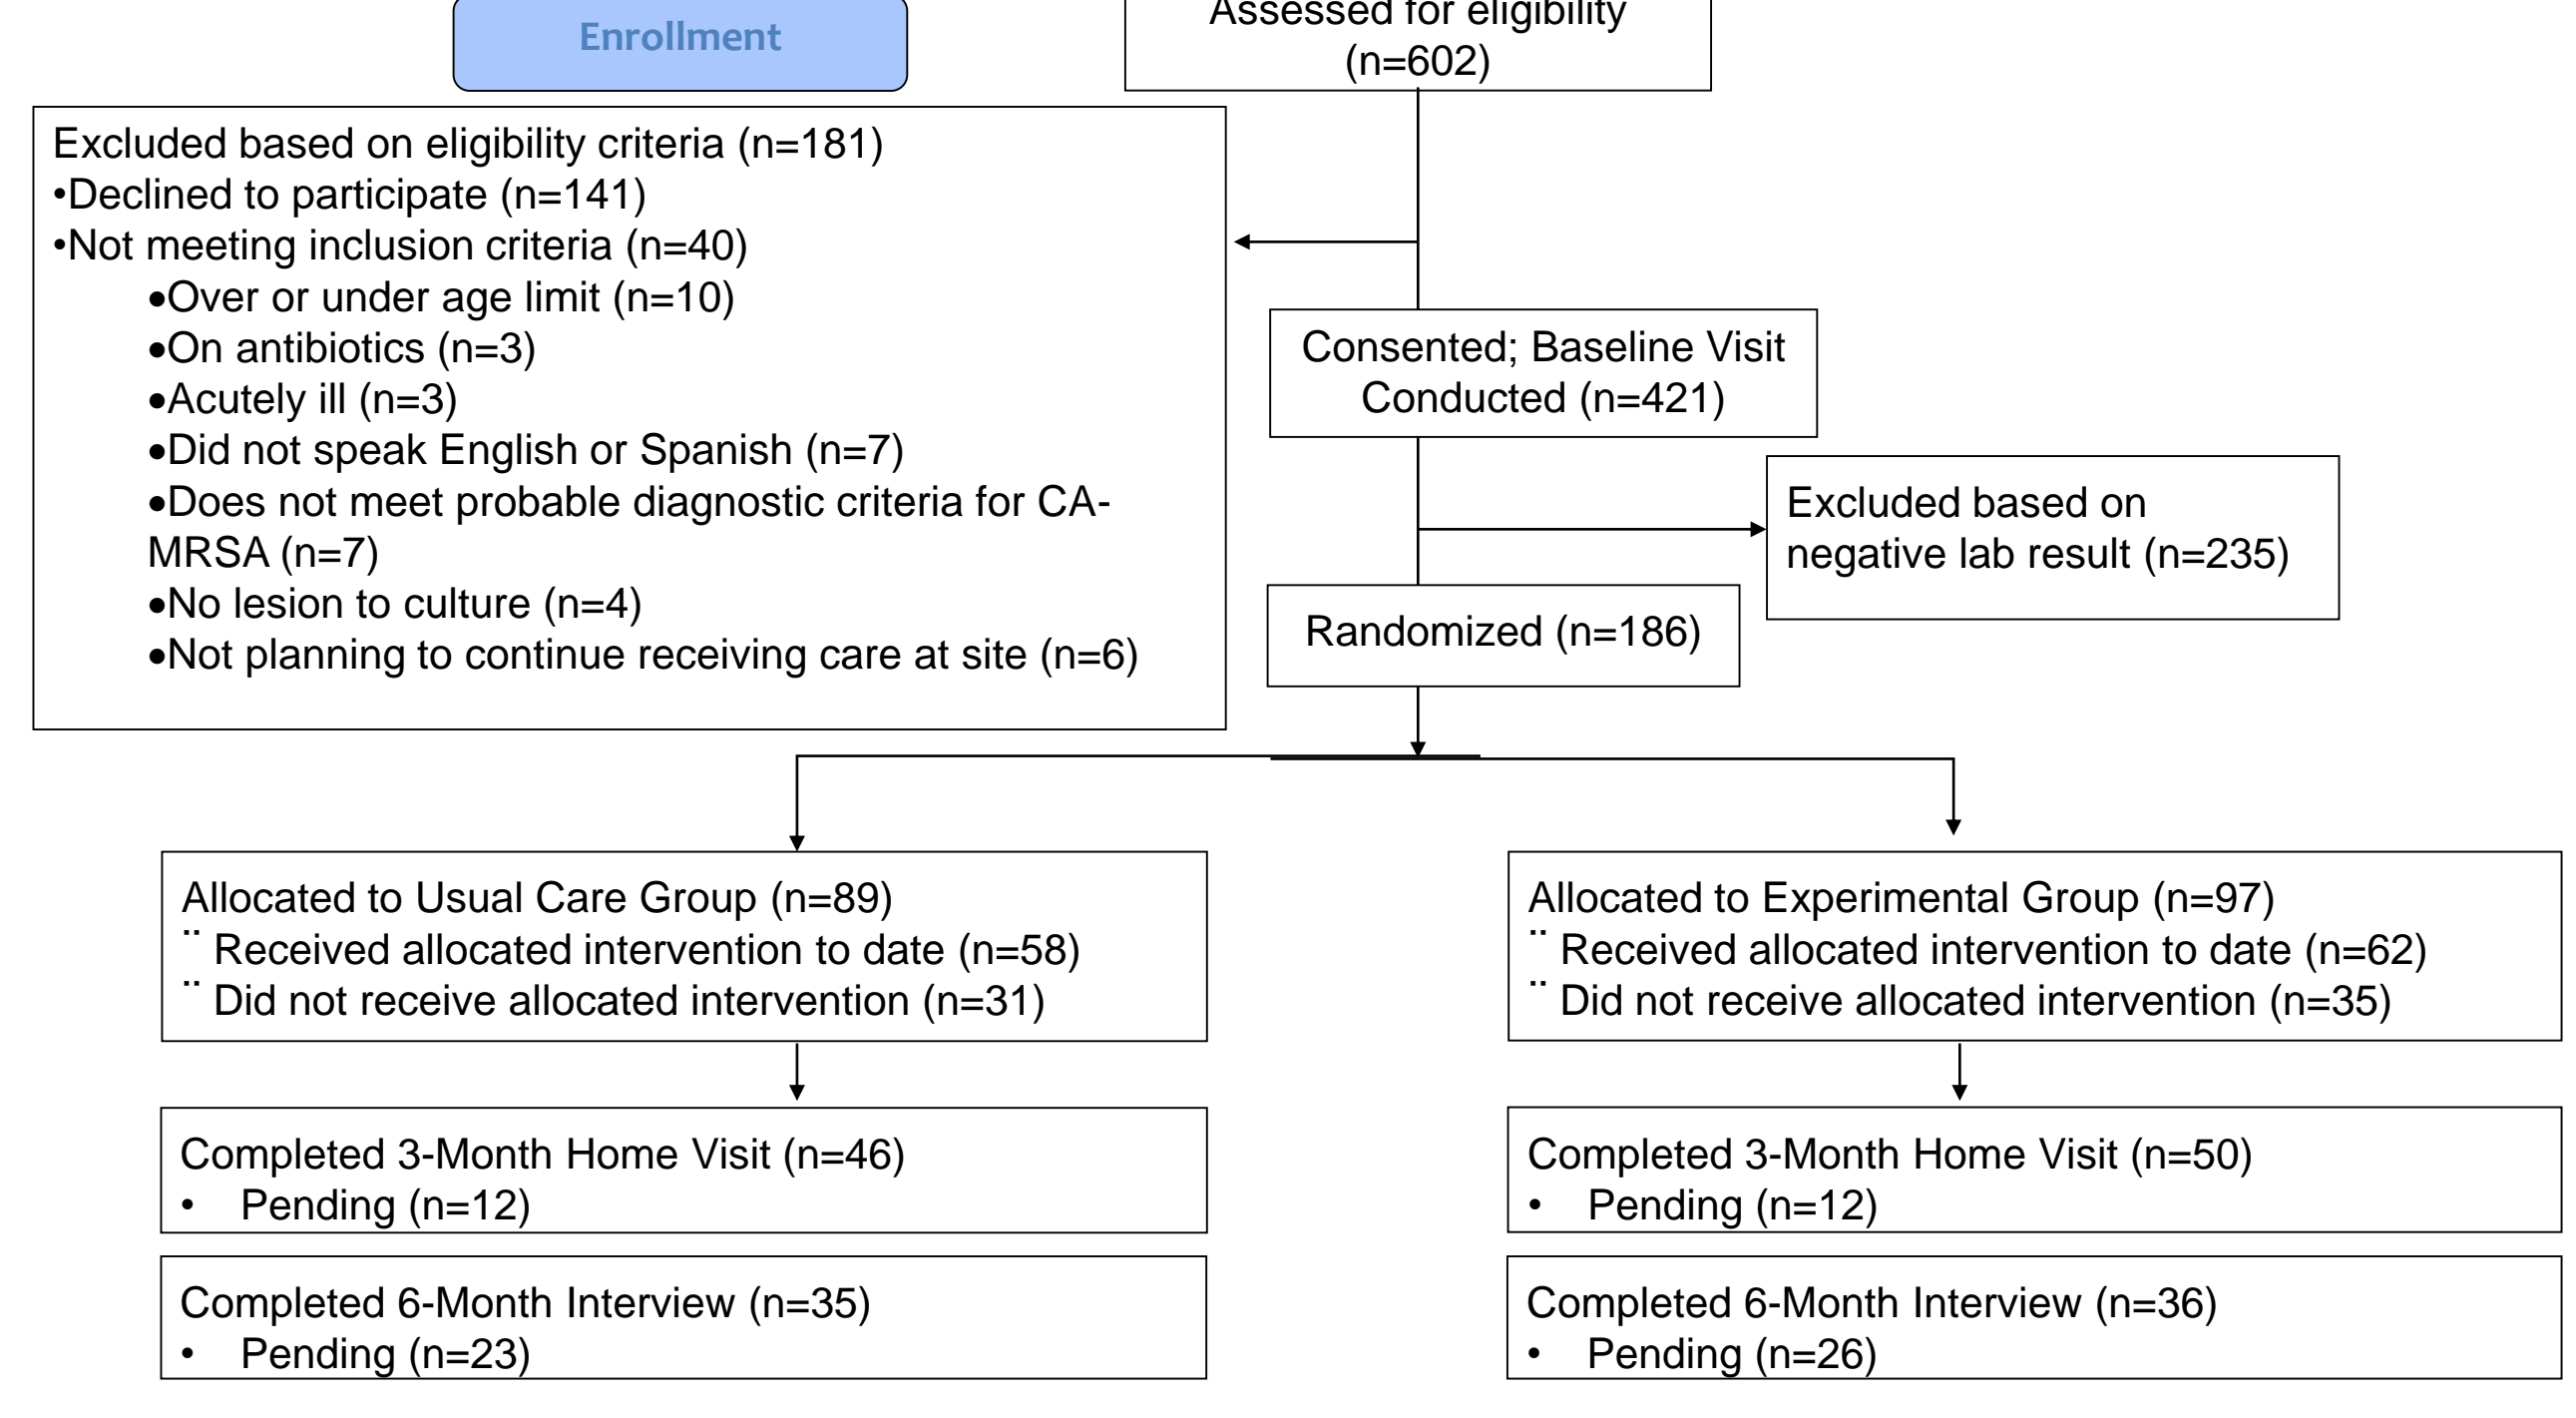 Enrollment
Assessed for eligibility
(n=602)
Excluded based on eligibility criteria (n=181)
•Declined to participate (n=141)
•Not meeting inclusion criteria (n=40)
•Over or under age limit (n=10)
•On antibiotics (n=3)
•Acutely ill (n=3)
•Did not speak English or Spanish (n=7)
•Does not meet probable diagnostic criteria for CA-
MRSA (n=7)
•No lesion to culture (n=4)
•Not planning to continue receiving care at site (n=6)
Consented; Baseline Visit
Conducted (n=421)
Excluded based on
negative lab result (n=235)
Randomized (n=186)
Allocated to Usual Care Group (n=89)
¨ Received allocated intervention to date (n=58)
¨ Did not receive allocated intervention (n=31)
Allocated to Experimental Group (n=97)
¨ Received allocated intervention to date (n=62)
¨ Did not receive allocated intervention (n=35)
Completed 3-Month Home Visit (n=46)
• Pending (n=12)
Completed 3-Month Home Visit (n=50)
• Pending (n=12)
Completed 6-Month Interview (n=35)
• Pending (n=23)
Completed 6-Month Interview (n=36)
• Pending (n=26)